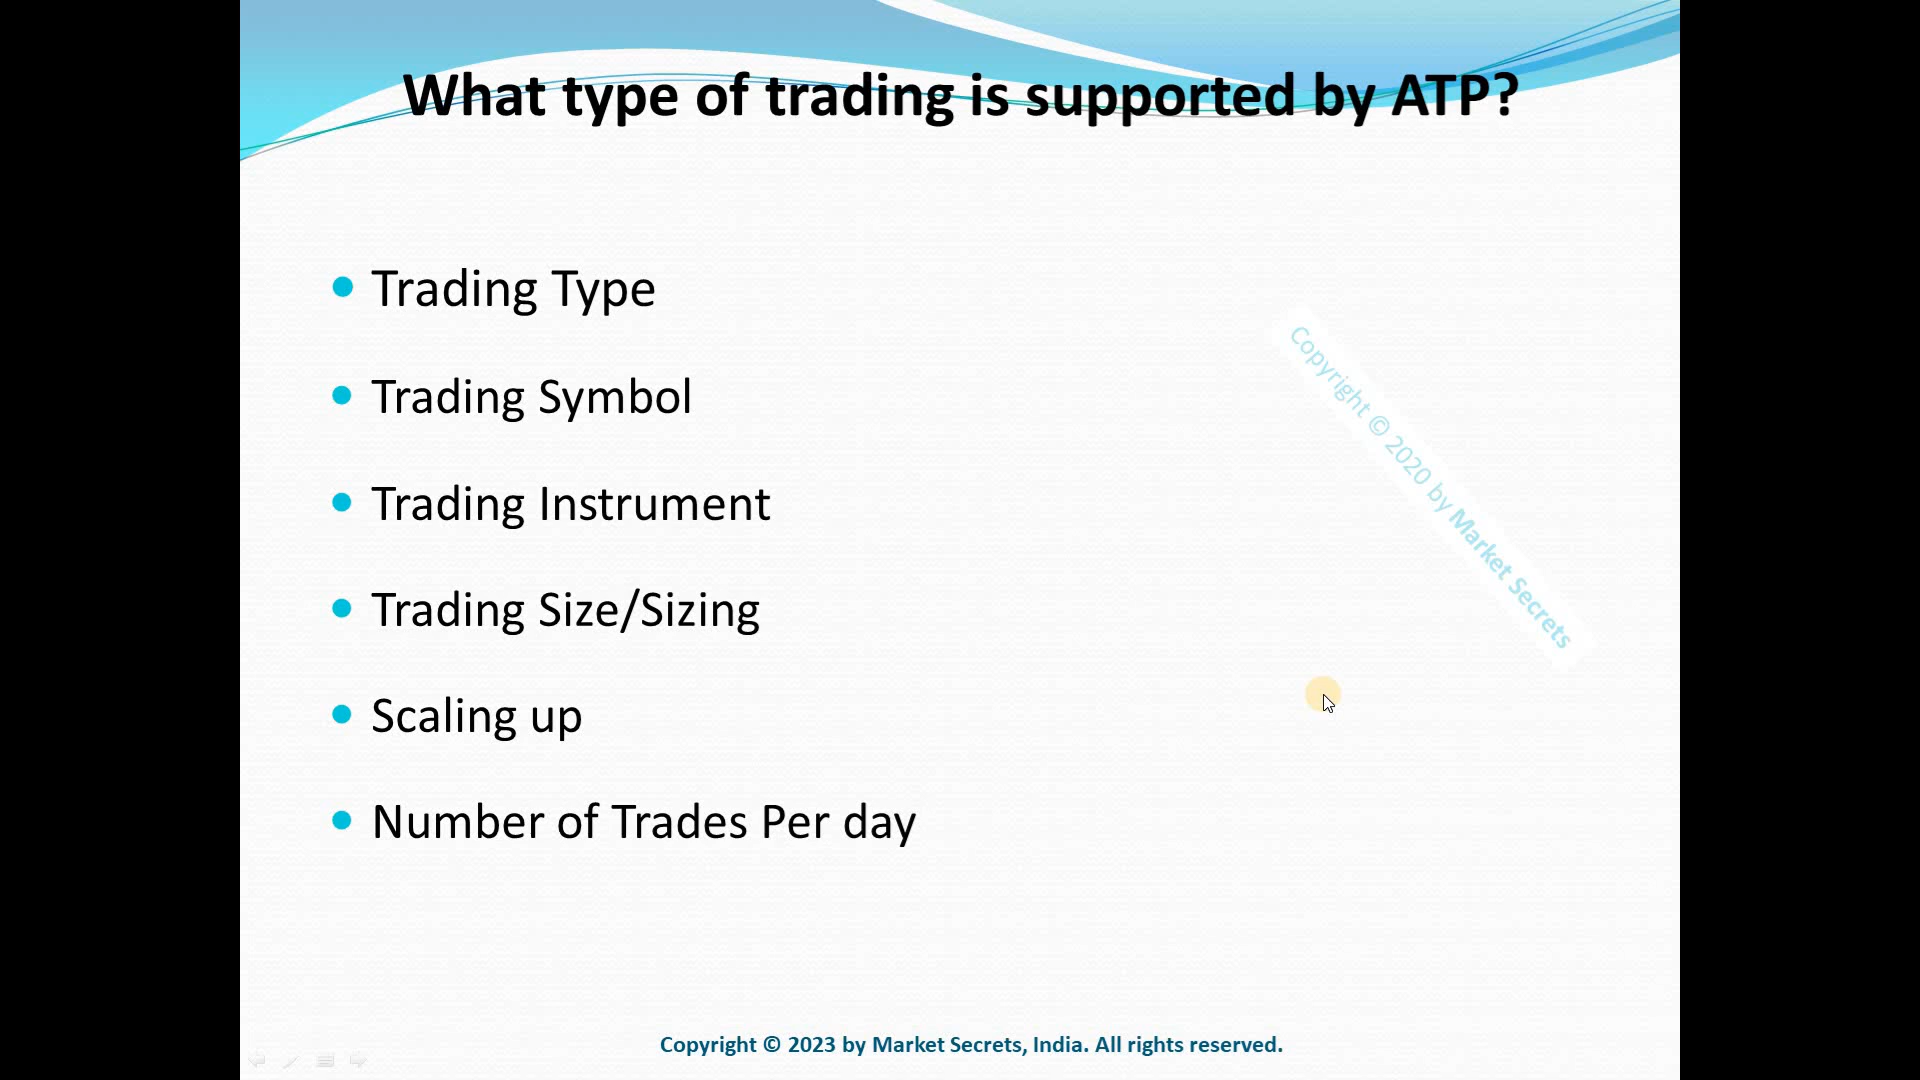 What type of trading is supported by ATP?
• Trading Type
• Trading Symbol
• Trading Instrument
• Trading Size/Sizing
• Scaling up
• Number of Trades Per day
Copyright © 2020 by Market Secrets
Copyright © 2023 by Market Secrets, India. All rights reserved.